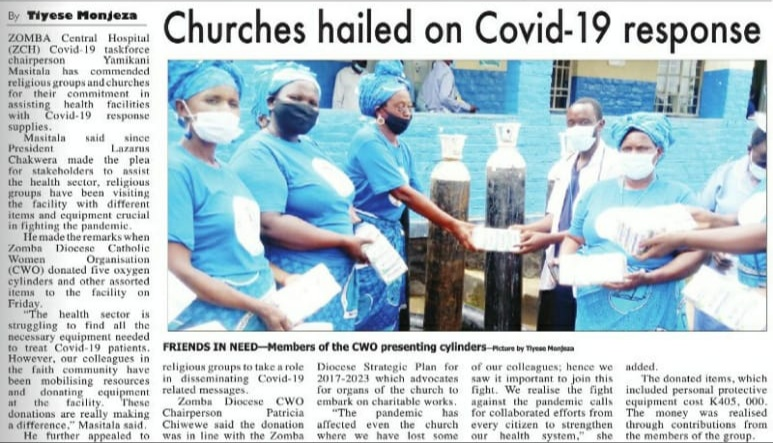 By Tiyese Monjeza
Churches hailed on Covid-19 response
ZOMBA Central Hospital
(ZCH) Covid-19 taskforce
chairperson Yamikani
Masitala has commended
religious groups and churches
for their commitment in
assisting health facilities
with Covid-19 response
supplies.
Masitala said since
President Lazarus
Chakwera made the plea
for stakeholders to assist
the health sector, religious
groups have been visiting
the facility with different
items and equipment crucial
in fighting the pandemic.
He made the remarks when
Zomba Diocese Catholic
Women Organisation
(CWO) donated five oxygen
cylinders and other assorted
items to the facility on
Friday.
"The health sector is
struggling to find all the
necessary equipment needed
to treat Covid-19 patients.
However, our colleagues in
the faith community have
been mobilising resources
and donating equipment
at the facility. These
donations are really making
a difference," Masitala said.
He further appealed to
FRIENDS IN NEED—Members of the CWO presenting cylinders—Picture by Tiyese Monjeza
religious groups to take a role
in disseminating Covid-19
related messages.
Zomba Diocese CWO
Chairperson Patricia
Chiwewe said the donation
was in line with the Zomba
Diocese Strategic Plan for
2017-2023 which advocates
for organs of the church to
embark on charitable works.
"The pandemic has
affected even the church
where we have lost some
of our colleagues; hence we
saw it important to join this
fight. We realise the fight
against the pandemic calls
for collaborated efforts from
every citizen to strengthen
our health system," she
added.
The donated items, which
included personal protective
equipment cost K405, 000.
The money was realised
through contributions from
the members of the group.